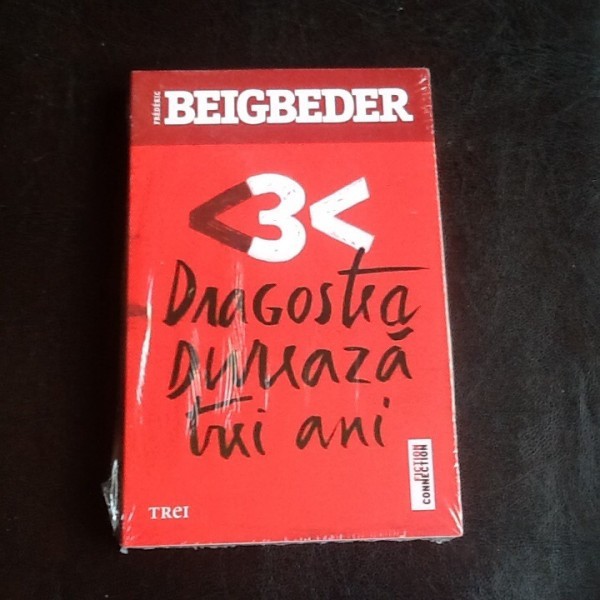 FRÉDÉRIC
BEIGBEDER
<3<
Dragostea
durează
trei ani
FICTION
CONNECTION
TREI